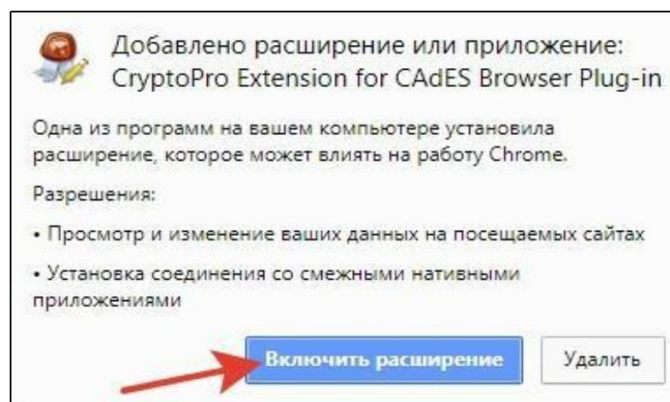 Добавлено расширение или приложение:
CryptoPro Extension for CAdES Browser Plug-in
Одна из программ на вашем компьютере установила
расширение, которое может влиять на работу Chrome.
Разрешения:
• Просмотр и изменение ваших данных на посещаемых сайтах
• Установка соединения со смежными нативными
приложениями
Включить расширение
Удалить